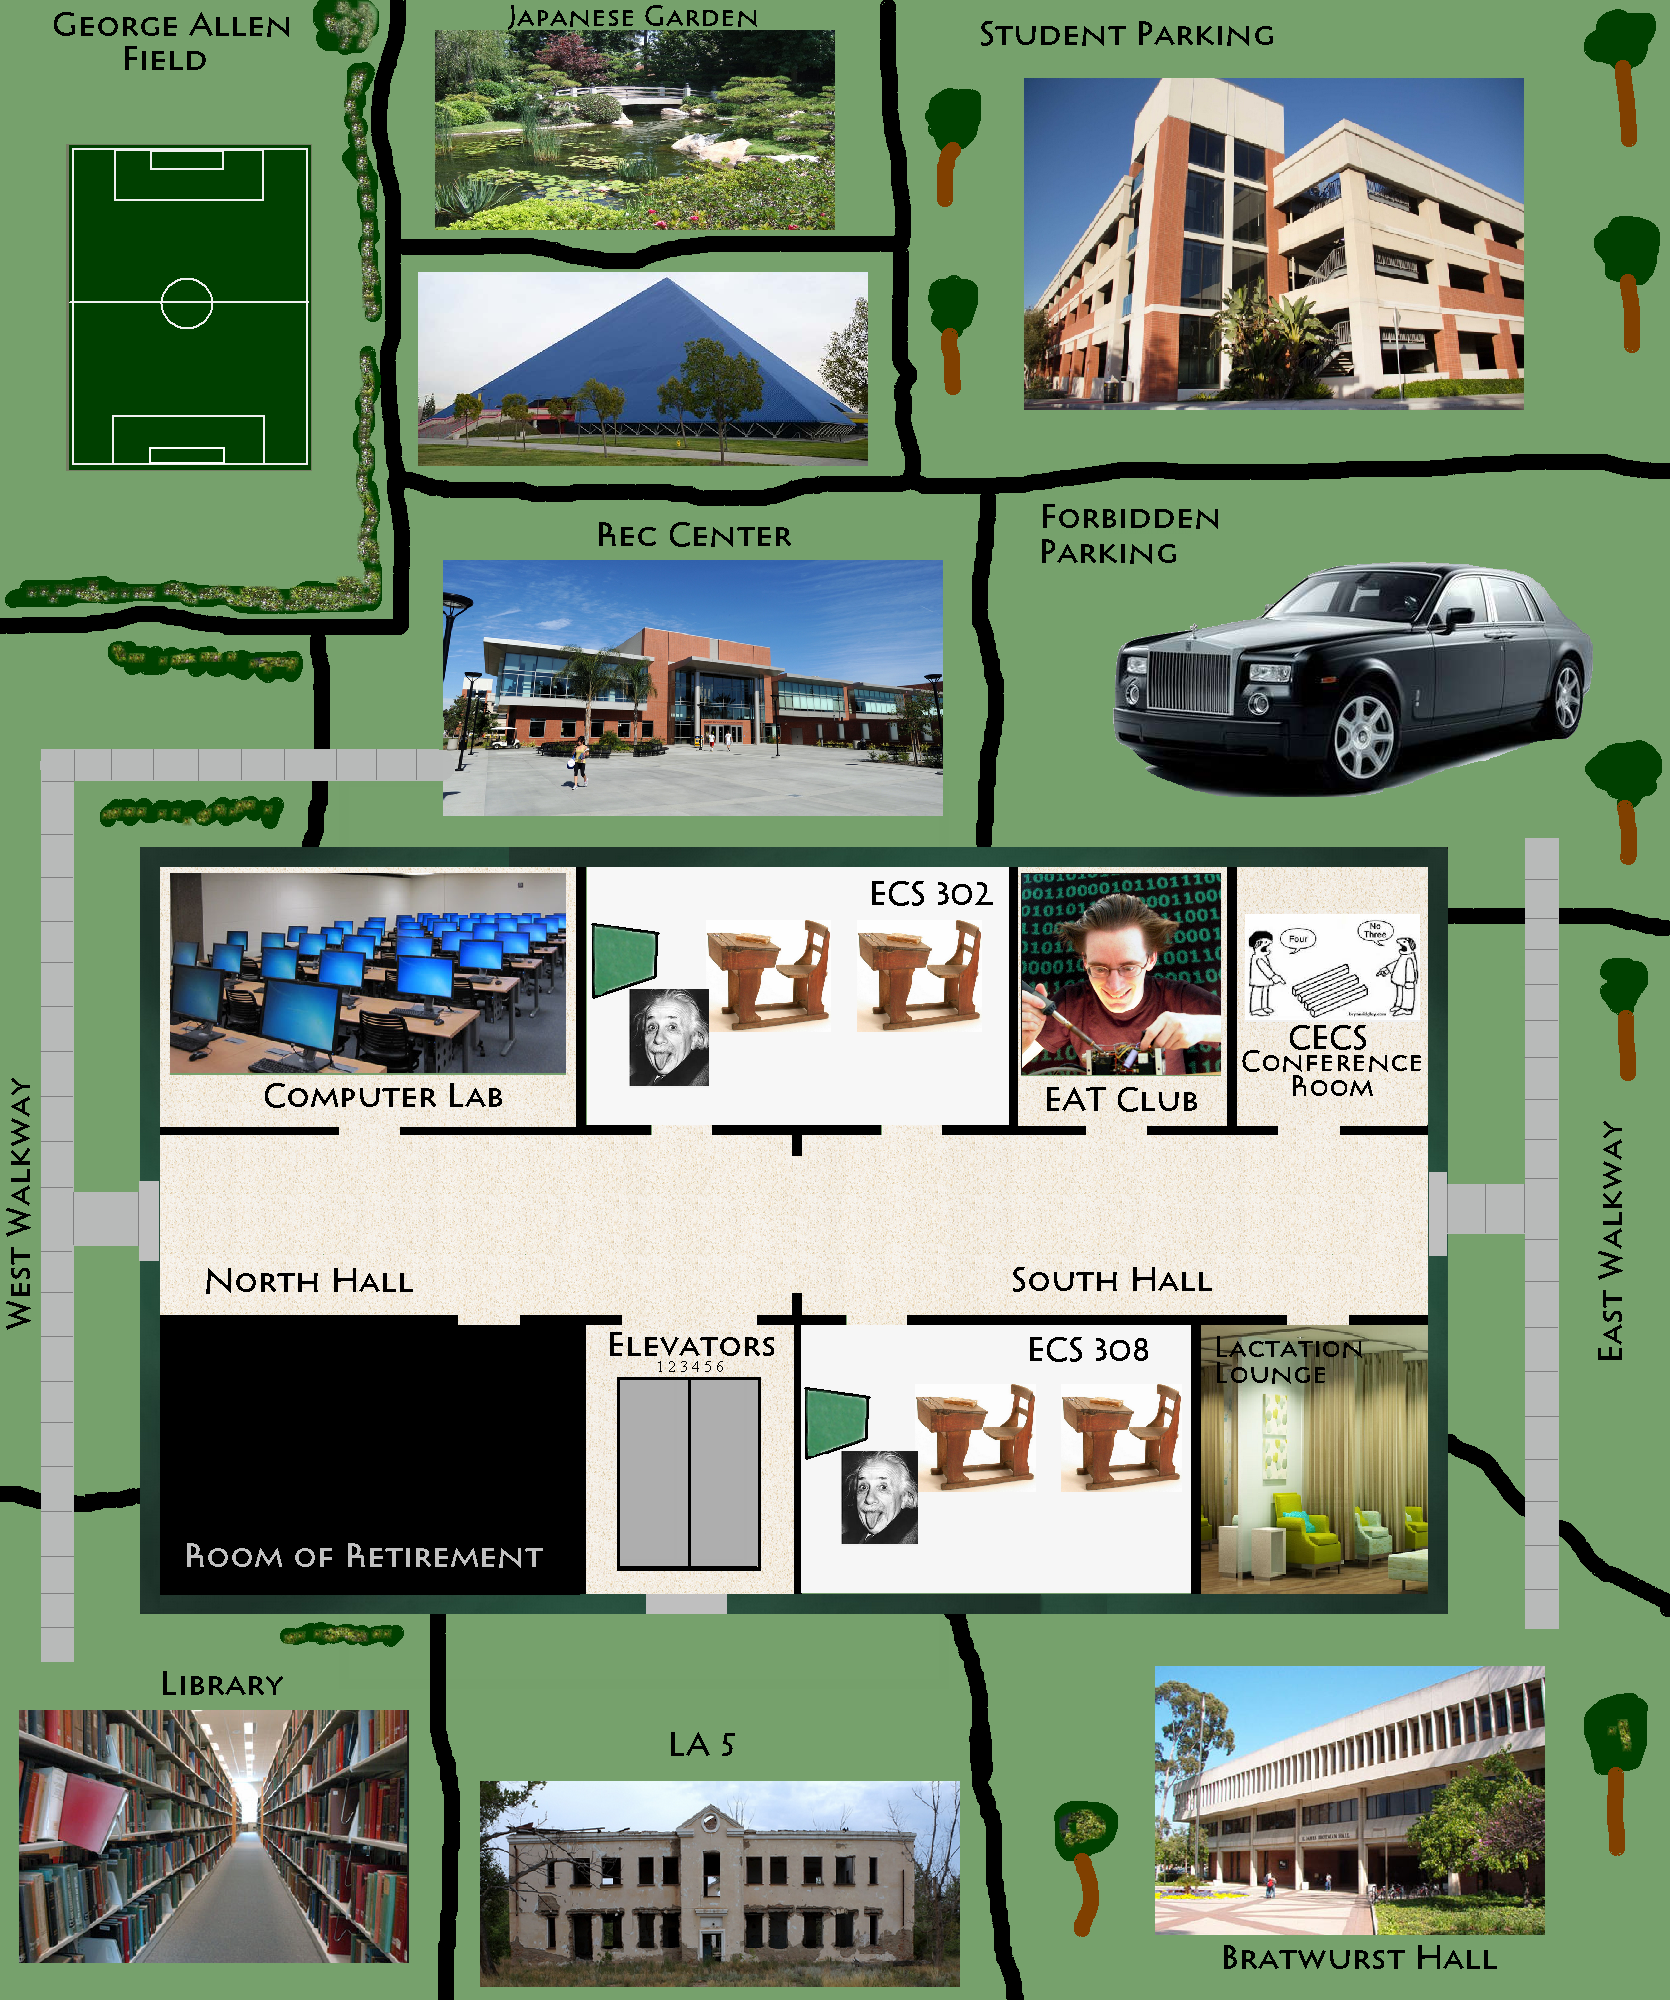 George Allen
Field
Japanese Garden
Student Parking
Rec Center
Forbidden
Parking
ECS 302
Four
No
Three
Computer Lab
EAT Club
CECS
Conference
Room
West Walkway
East Walkway
North Hall
South Hall
Elevators
1 2 3 4 5 6
ECS 308
Lactation
Lounge
Room of Retirement
Library
LA 5
Bratwurst Hall